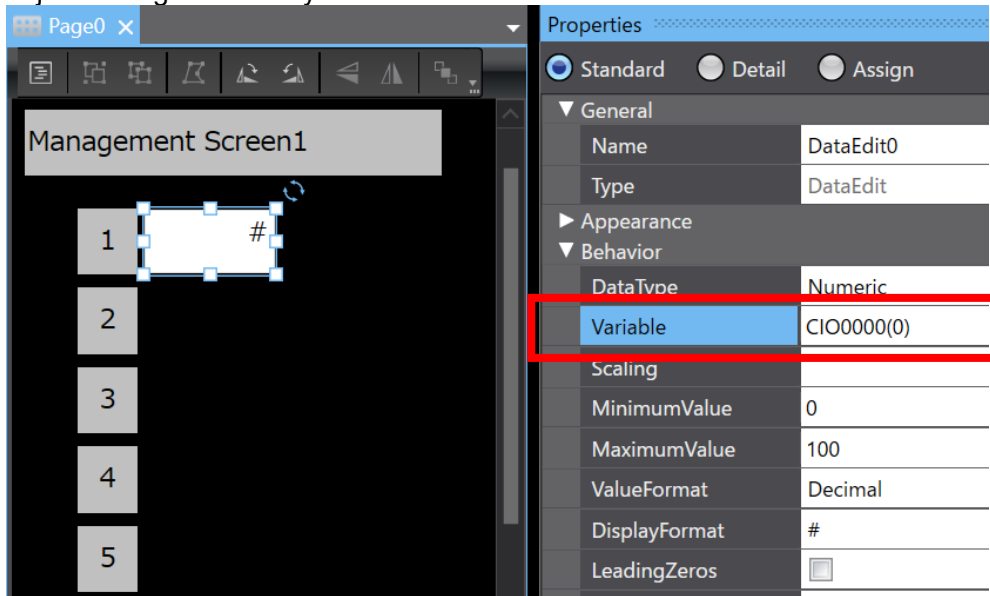 Page0
Management Screen1
1
#
2
3
4
5
Properties
Standard Detail Assign
General
Name DataEdit0
Type DataEdit
Appearance
Behavior
DataType Numeric
Variable CIO0000(0)
Scaling
MinimumValue 0
MaximumValue 100
ValueFormat Decimal
DisplayFormat #
LeadingZeros